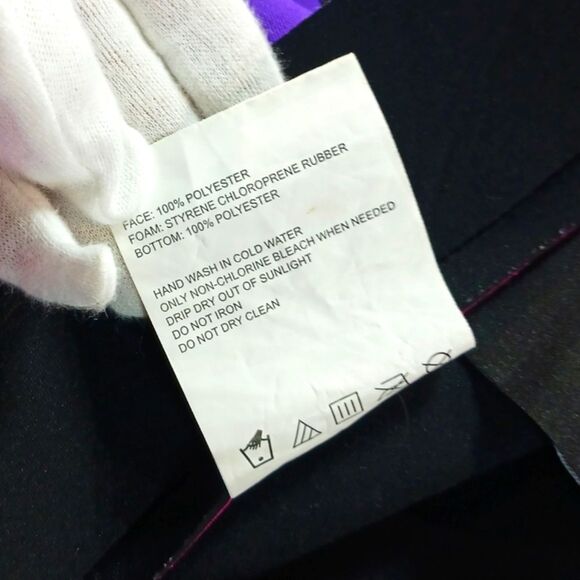 FACE: 100% POLYESTER
FOAM: STYRENE CHLOROPRENE RUBBER
BOTTOM: 100% POLYESTER
HAND WASH IN COLD WATER
ONLY NON-CHLORINE BLEACH WHEN NEEDED
DRIP DRY OUT OF SUNLIGHT
DO NOT IRON
DO NOT DRY CLEAN